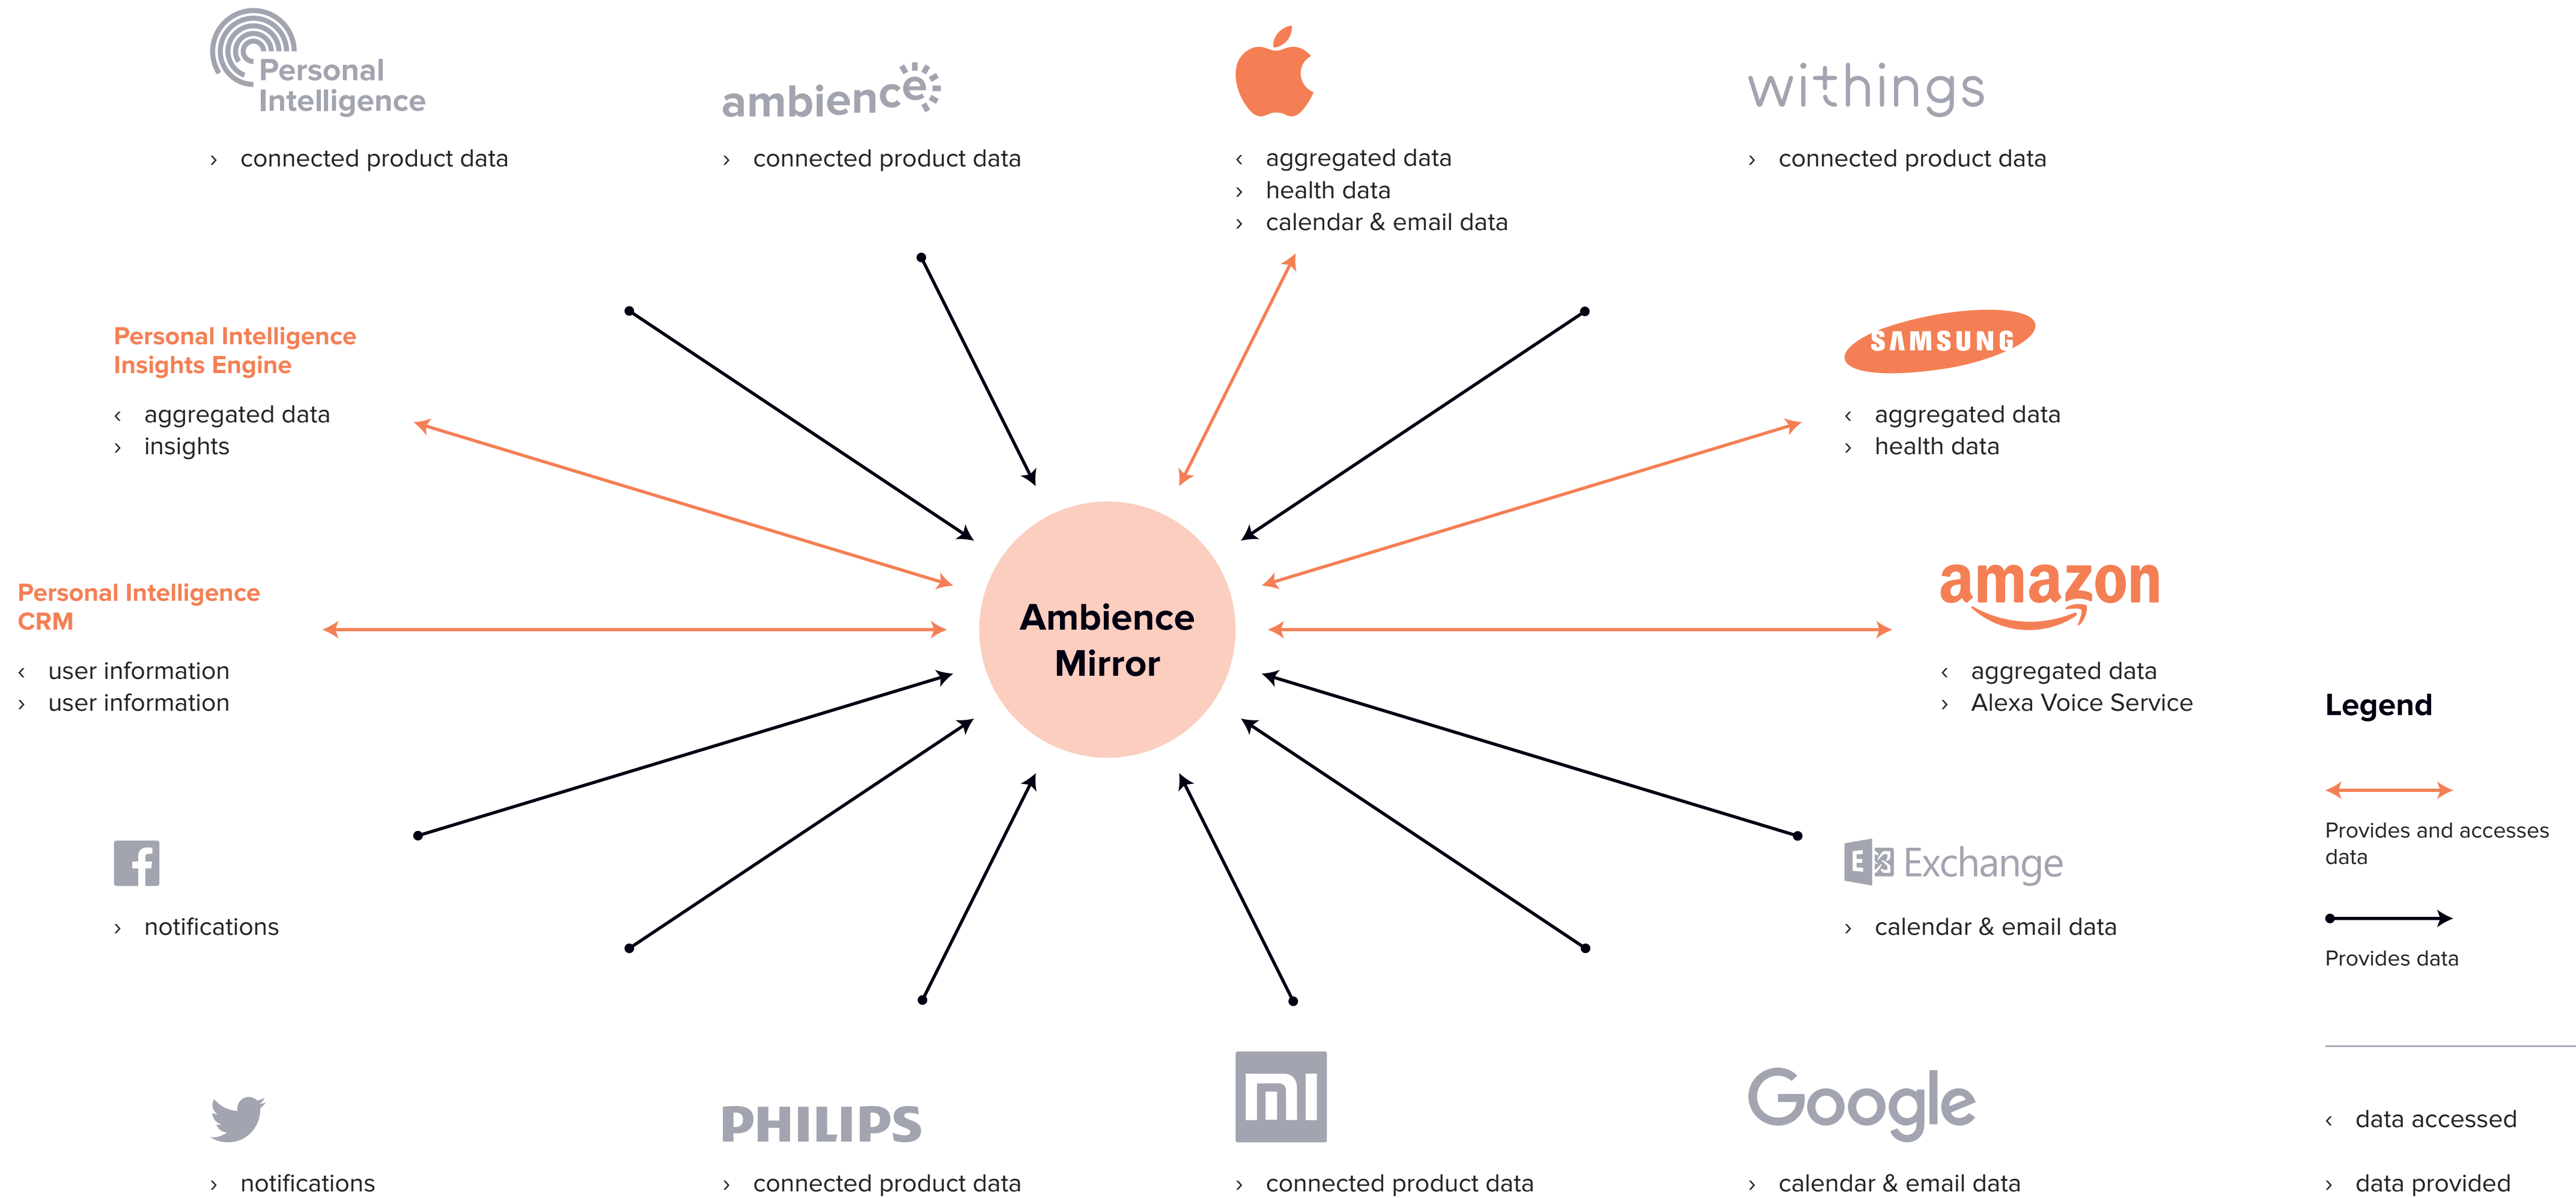 Personal
Intelligence
› connected product data
ambience
› connected product data
‹ aggregated data
› health data
› calendar & email data
withings
› connected product data
Personal Intelligence
Insights Engine
‹ aggregated data
› insights
SAMSUNG
‹ aggregated data
› health data
Personal Intelligence
CRM
‹ user information
› user information
Ambience
Mirror
amazon
‹ aggregated data
› Alexa Voice Service
f
› notifications
E Exchange
› calendar & email data
› notifications
PHILIPS
› connected product data
mi
› connected product data
Google
› calendar & email data
Legend
Provides and accesses
data
Provides data
‹ data accessed
› data provided